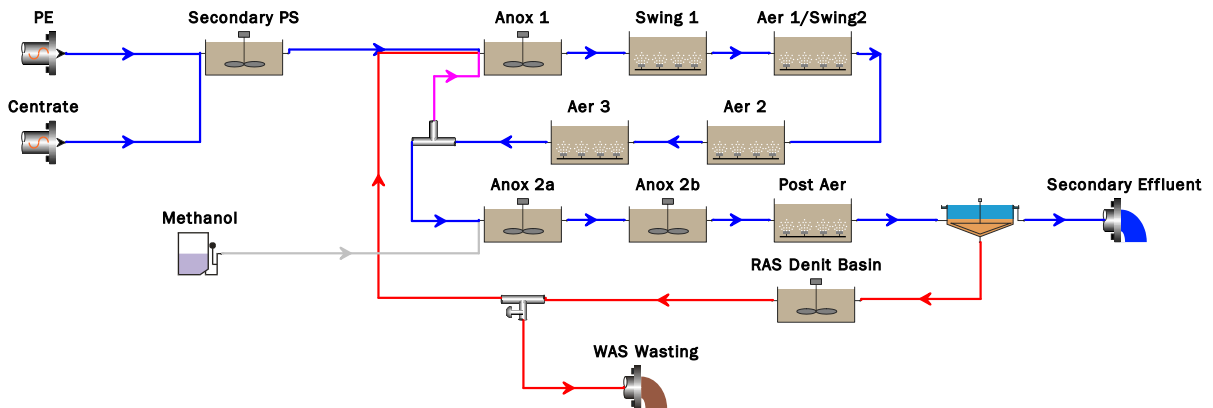 PE
Secondary PS
Anox 1
Swing 1
Aer 1/Swing2
Centrate
Aer 3
Aer 2
Anox 2a
Anox 2b
Post Aer
Secondary Effluent
Methanol
RAS Denit Basin
WAS Wasting